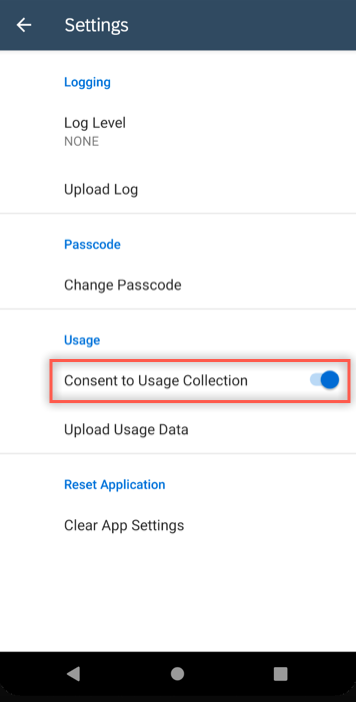 Settings
Logging
Log Level
NONE
Upload Log
Passcode
Change Passcode
Usage
Consent to Usage Collection
Upload Usage Data
Reset Application
Clear App Settings